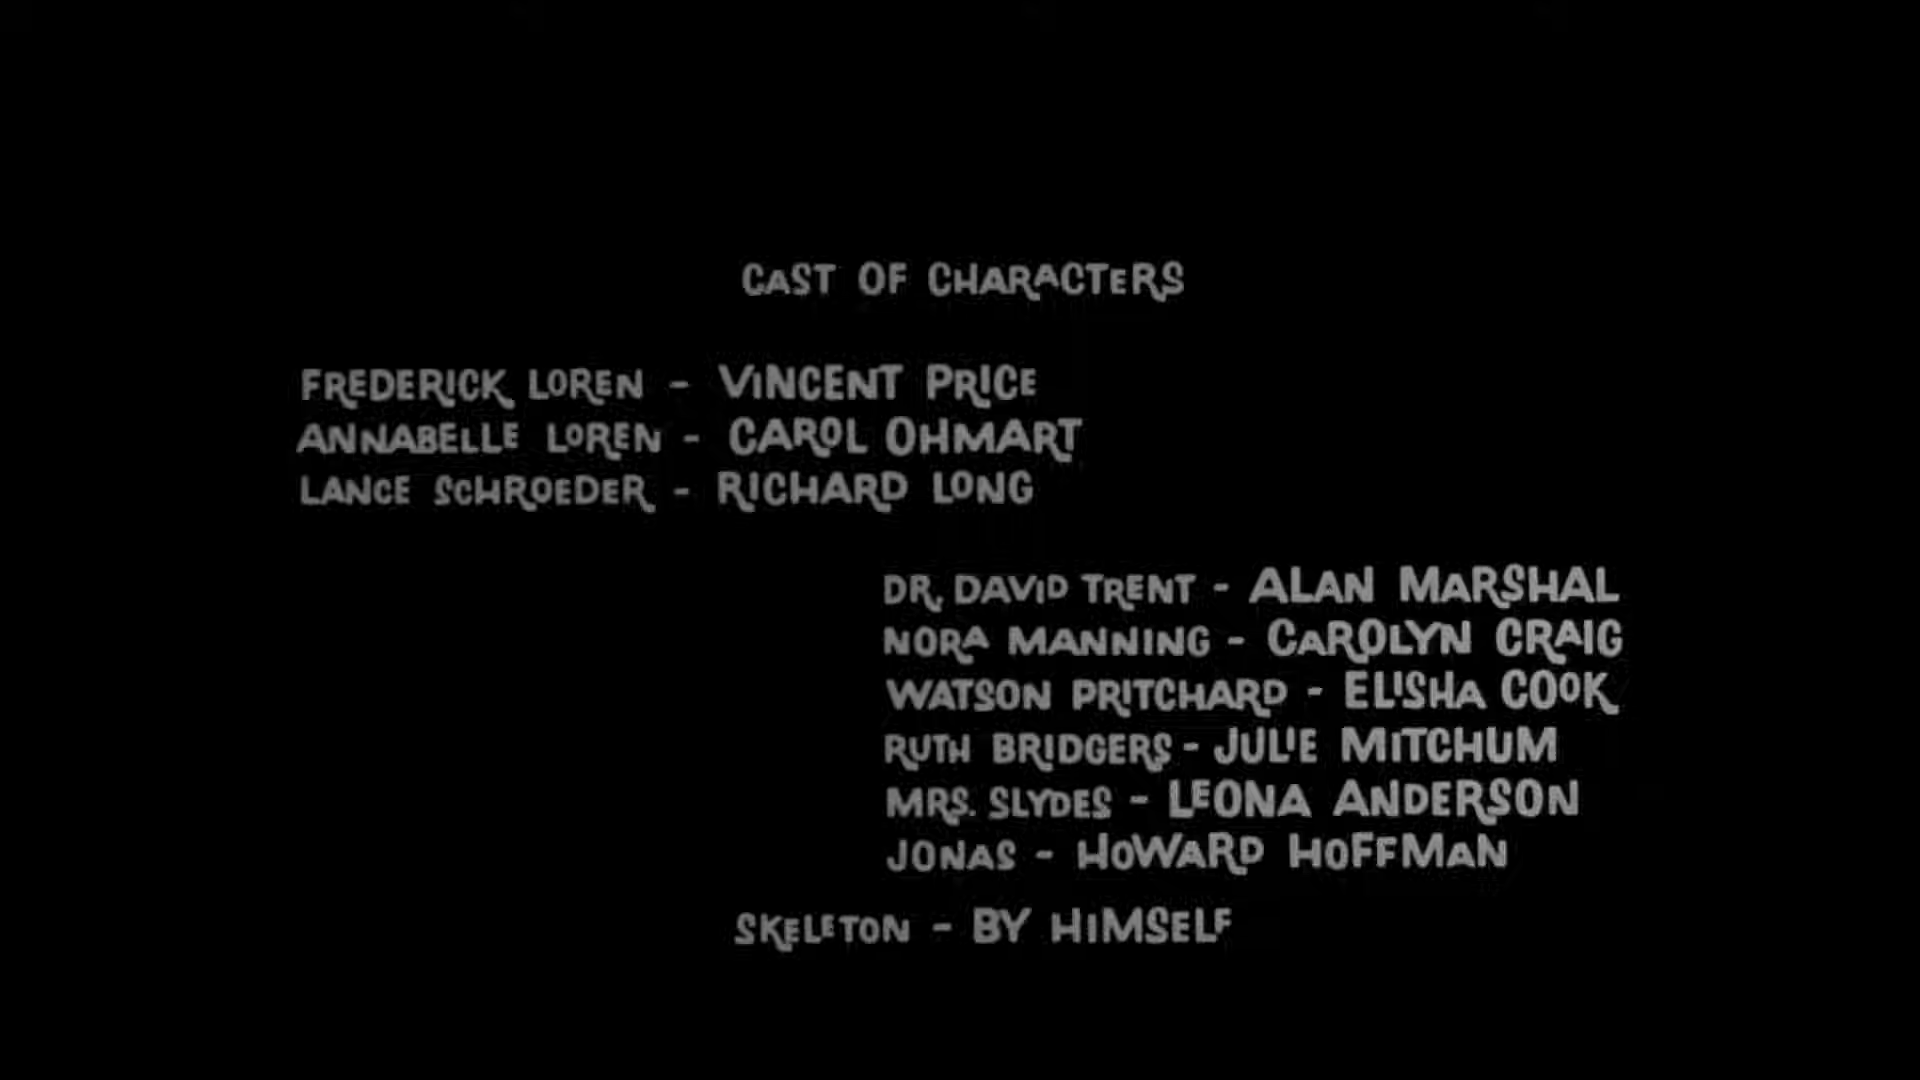 CAST OF CHARACTERS
FREDERICK LOREN - VINCENT PRICE
ANNABELLE LOREN - CAROL OHMART
LANCE SCHROEDER - RICHARD LONG
DR. DAVID TRENT - ALAN MARSHAL
NORA MANNING - CAROLYN CRAIG
WATSON PRITCHARD - ELISHA COOK
RUTH BRIDGERS - JULIE MITCHUM
MRS. SLYDES - LEONA ANDERSON
JONAS - HOWARD HOFFMAN
SKELETON - BY HIMSELF